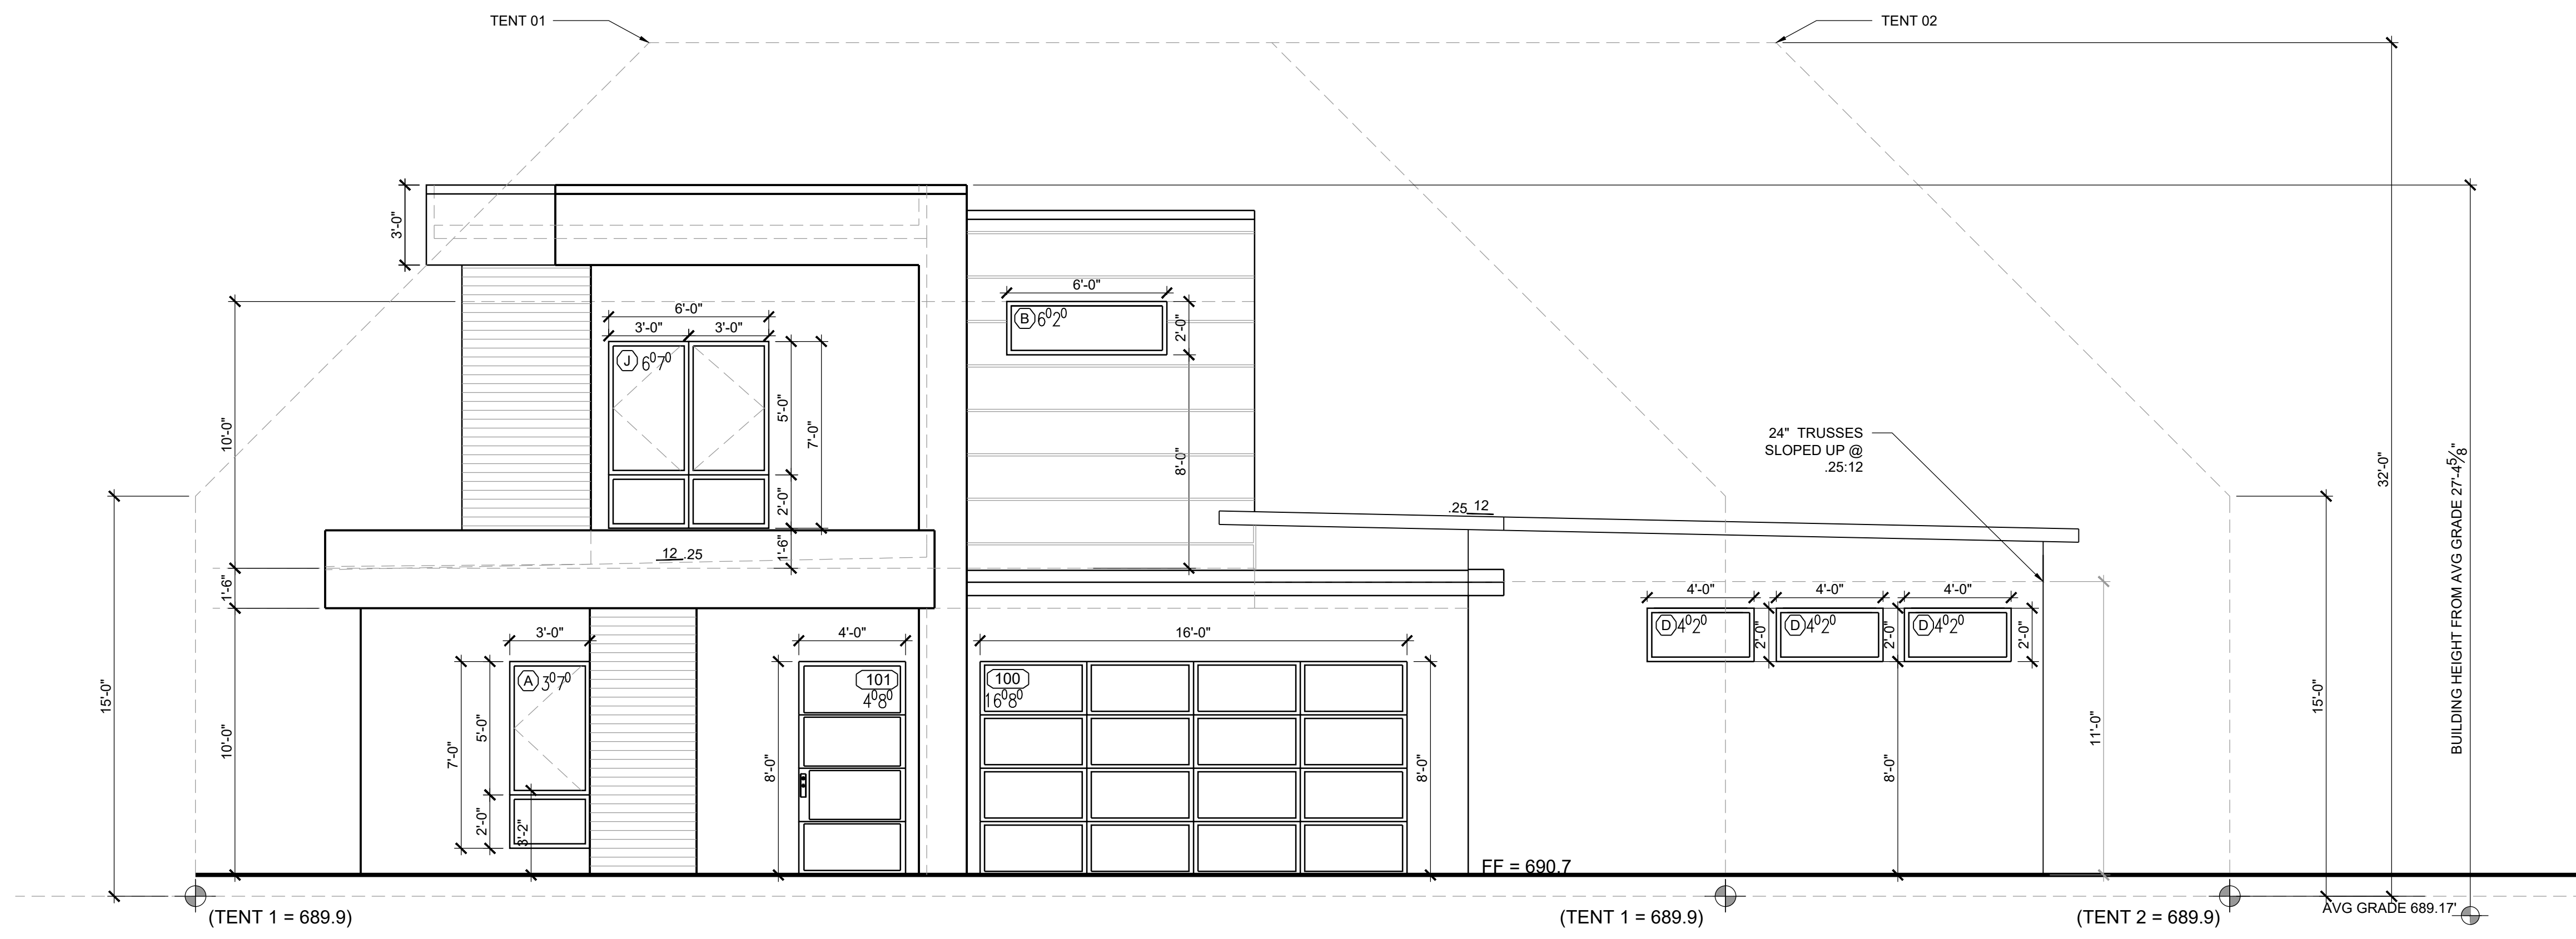 TENT 01
TENT 02
3'-0"
6'-0"
3'-0" 3'-0"
J 6⁰7⁰
5'-0"
7'-0"
2'-0"
1'-6"
10'-0"
1'-6"
10'-0"
15'-0"
12 .25
6'-0"
B 6⁰2⁰
2'-0"
8'-0"
24" TRUSSES
SLOPED UP @
.25:12
.25 12
32'-0"
BUILDING HEIGHT FROM AVG GRADE 27'-4⅝"
3'-0"
A 3⁰7⁰
7'-0"
5'-0"
2'-0"
3'-2"
4'-0"
101
4⁰8⁰
8'-0"
16'-0"
100
16⁰8⁰
8'-0"
4'-0" 4'-0" 4'-0"
D 4⁰2⁰ D 4⁰2⁰ D 4⁰2⁰
2'-0" 2'-0" 2'-0"
8'-0"
11'-0"
15'-0"
FF = 690.7
(TENT 1 = 689.9)
(TENT 1 = 689.9)
(TENT 2 = 689.9)
AVG GRADE 689.17'